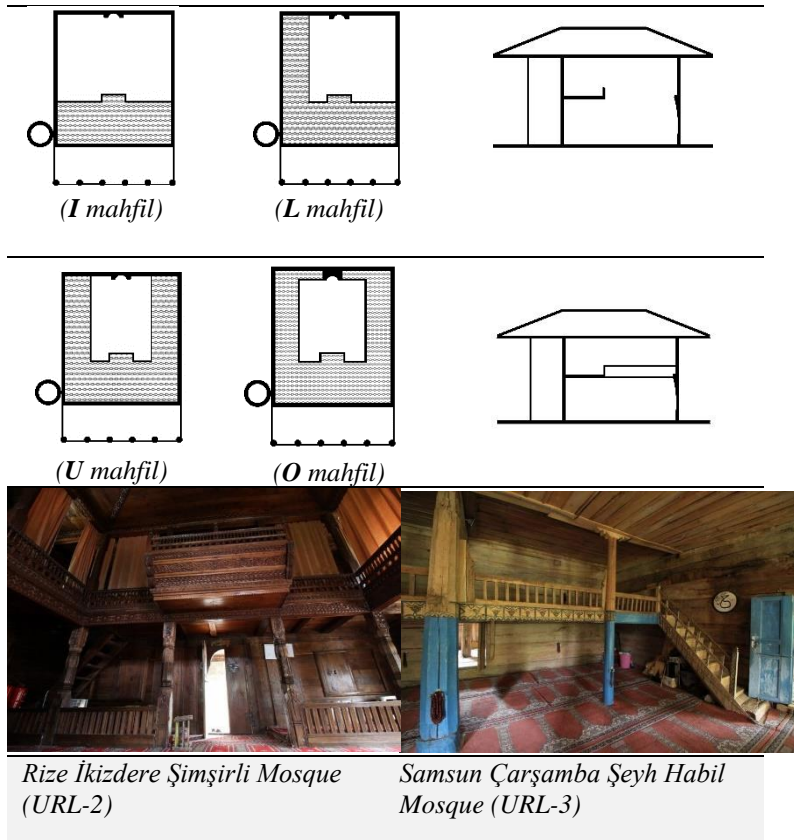 (I mahfil)
(L mahfil)
(U mahfil)
(O mahfil)
Rize İkizdere Şimşirli Mosque
(URL-2)
Samsun Çarşamba Şeyh Habil
Mosque (URL-3)